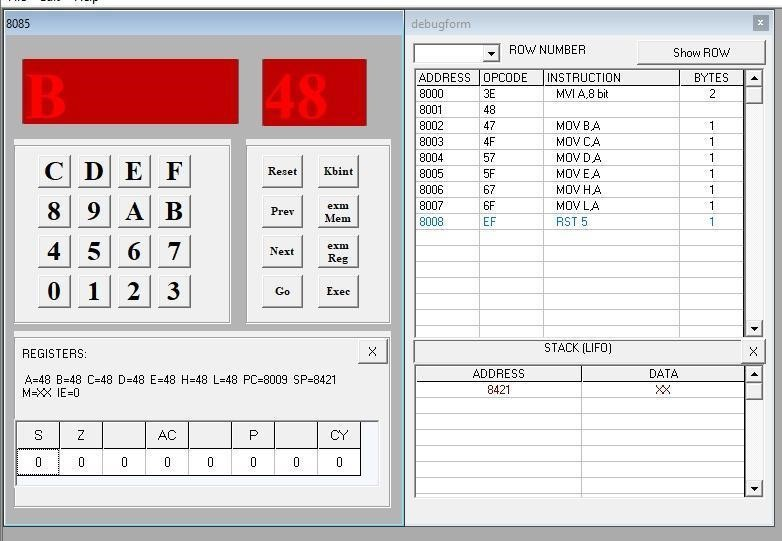 8085
B 48
C D E F
8 9 A B
4 5 6 7
0 1 2 3
Reset Kbint
Prev exm Mem
Next exm Reg
Go Exec
REGISTERS: X
A=48 B=48 C=48 D=48 E=48 H=48 L=48 PC=8009 SP=8421
M=XX IE=0
S Z AC P CY
0 0 0 0 0 0 0 0
debugform x
ROW NUMBER Show ROW
ADDRESS OPCODE INSTRUCTION BYTES
8000 3E MVI A,8 bit 2
8001 48
8002 47 MOV B,A 1
8003 4F MOV C,A 1
8004 57 MOV D,A 1
8005 5F MOV E,A 1
8006 67 MOV H,A 1
8007 6F MOV L,A 1
8008 EF RST 5 1
STACK (LIFO) X
ADDRESS DATA
8421 XX